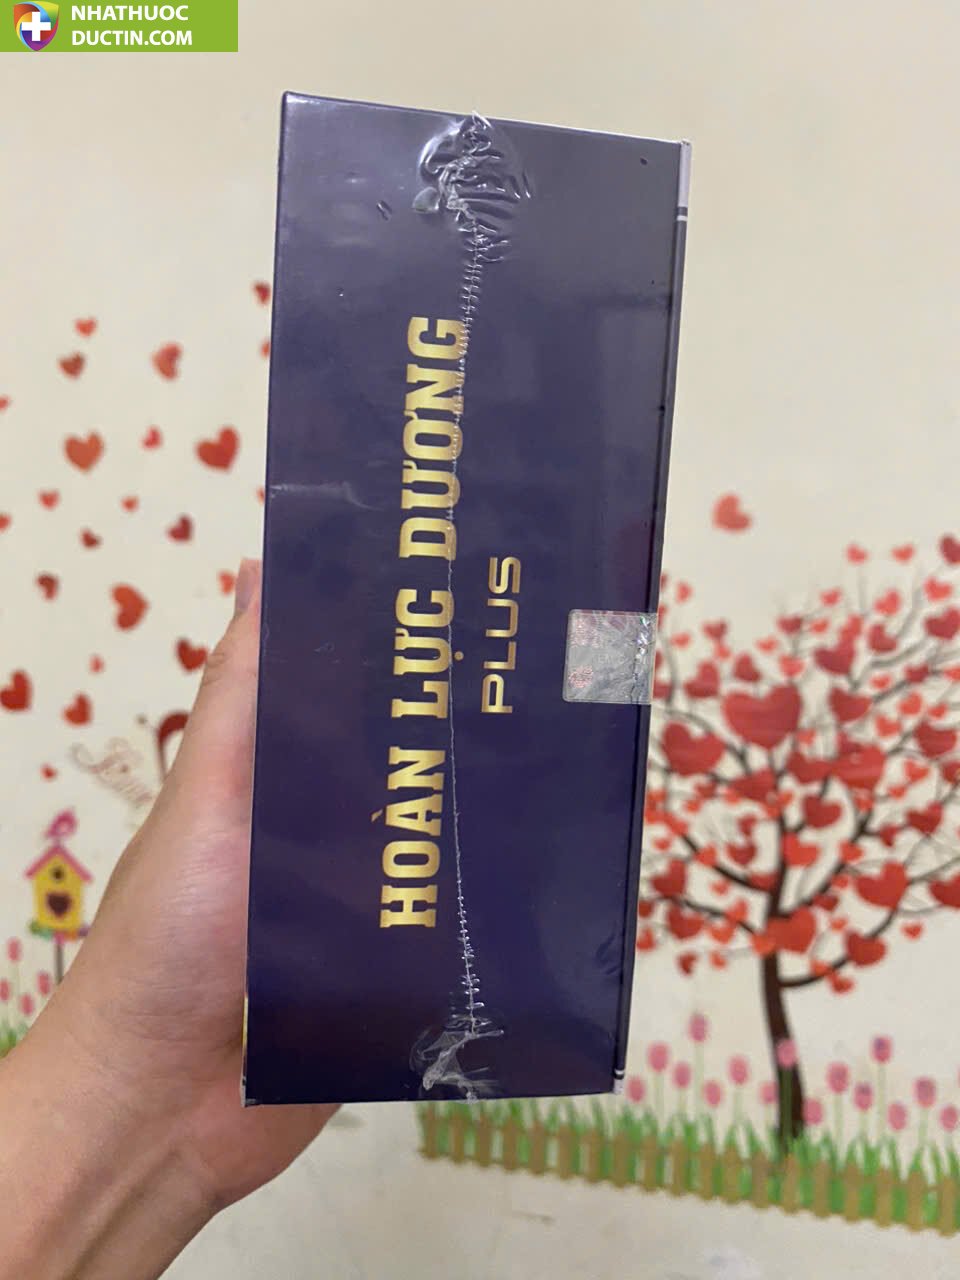 NHATHUOC
DUCTIN.COM
HOÀN LỰC DƯƠNG
PLUS